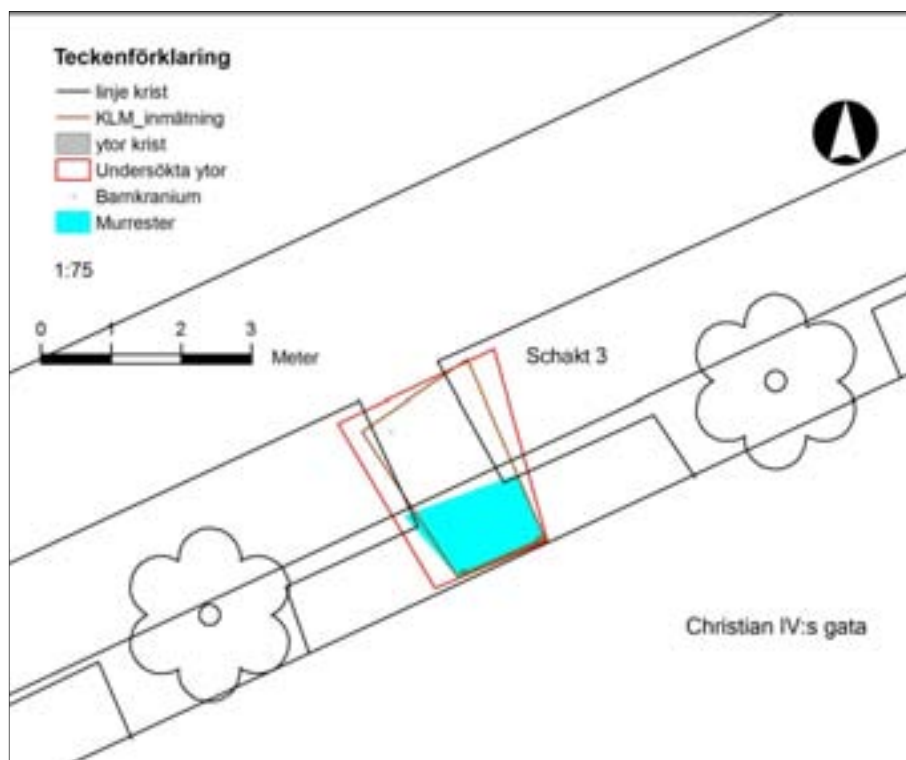 Teckenförklaring
linje krist
KLM_inmätning
ytor krist
Undersökta ytor
Barnkranium
Murrester
1:75
0 1 2 3
Meter
Schakt 3
Christian IV:s gata